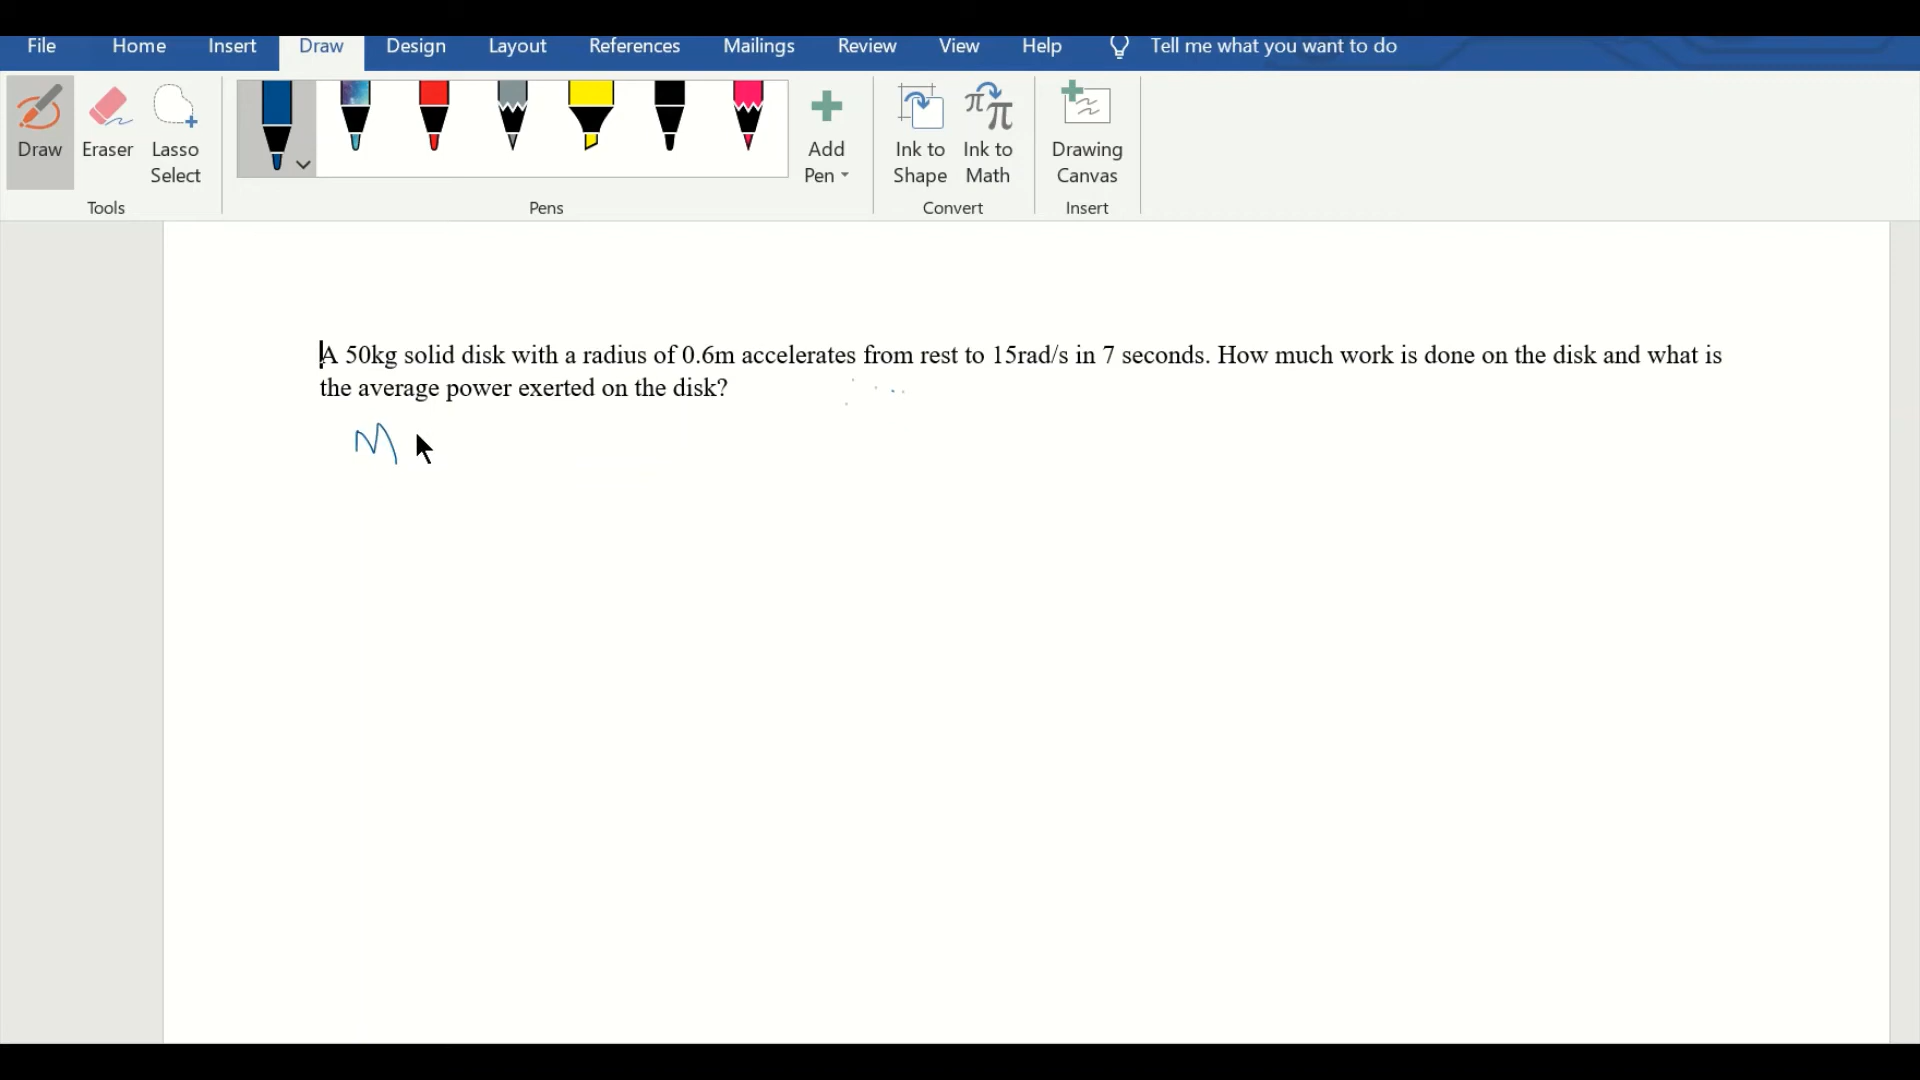 File Home Insert Draw Design Layout References Mailings Review View Help Tell me what you want to do
Draw Eraser Lasso Select Add Pen Ink to Shape Ink to Math Drawing Canvas
Tools Pens Convert Insert
A 50kg solid disk with a radius of 0.6m accelerates from rest to 15rad/s in 7 seconds. How much work is done on the disk and what is
the average power exerted on the disk?
M